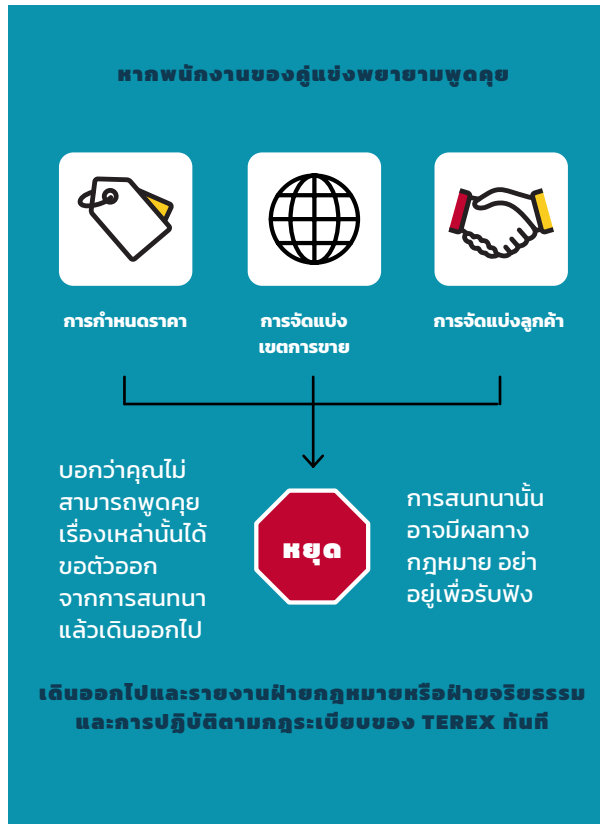 หากพนักงานของคู่แข่งพยายามพูดคุย
การกำหนดราคา
การจัดแบ่ง
เขตการขาย
การจัดแบ่งลูกค้า
บอกว่าคุณไม่
สามารถพูดคุย
เรื่องเหล่านั้นได้
ขอตัวออก
จากการสนทนา
แล้วเดินออกไป
หยุด
การสนทนานั้น
อาจมีผลทาง
กฎหมาย อย่า
อยู่เพื่อรับฟัง
เดินออกไปและรายงานฝ่ายกฎหมายหรือฝ่ายจริยธรรม
และการปฏิบัติตามกฎระเบียบของ TEREX ทันที